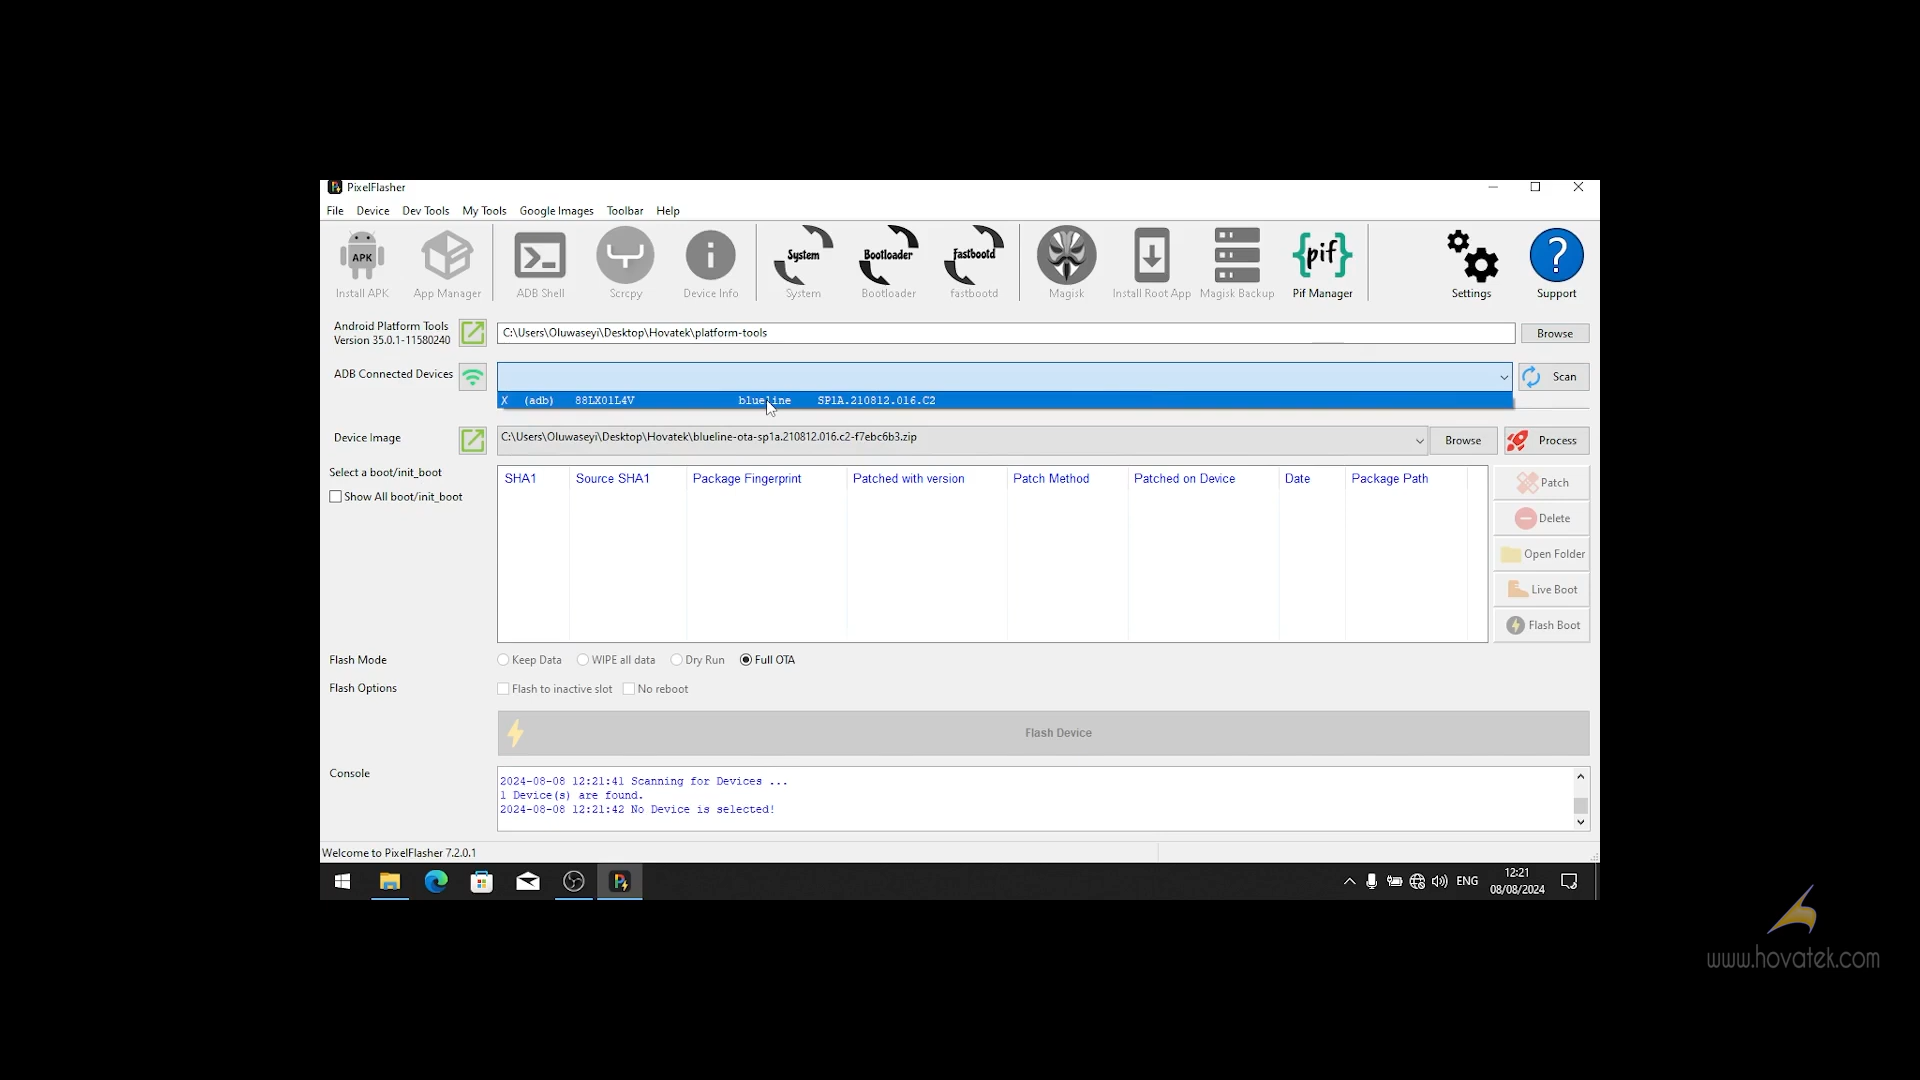 PixelFlasher
File Device Dev Tools My Tools Google Images Toolbar Help
APK
System Bootloader fastbootd {pif} ?
Install APK App Manager ADB Shell Scrcpy Device Info System Bootloader fastbootd Magisk Install Root App Magisk Backup Pif Manager Settings Support
Android Platform Tools
Version 35.0.1-11580240
C:\Users\Oluwaseyi\Desktop\Hovatek\platform-tools
Browse
ADB Connected Devices
Scan
X (adb) 88LX01L4V blueline SP1A.210812.016.C2
Device Image
C:\Users\Oluwaseyi\Desktop\Hovatek\blueline-ota-sp1a.210812.016.c2-f7ebc6b3.zip
Browse
Process
Select a boot/init_boot
Show All boot/init_boot
SHA1 Source SHA1 Package Fingerprint Patched with version Patch Method Patched on Device Date Package Path
Patch
Delete
Open Folder
Live Boot
Flash Boot
Flash Mode
Keep Data WIPE all data Dry Run Full OTA
Flash Options
Flash to inactive slot No reboot
Flash Device
Console
2024-08-08 12:21:41 Scanning for Devices ...
1 Device(s) are found.
2024-08-08 12:21:42 No Device is selected!
Welcome to PixelFlasher 7.2.0.1
ENG
12:21
08/08/2024
www.hovatek.com